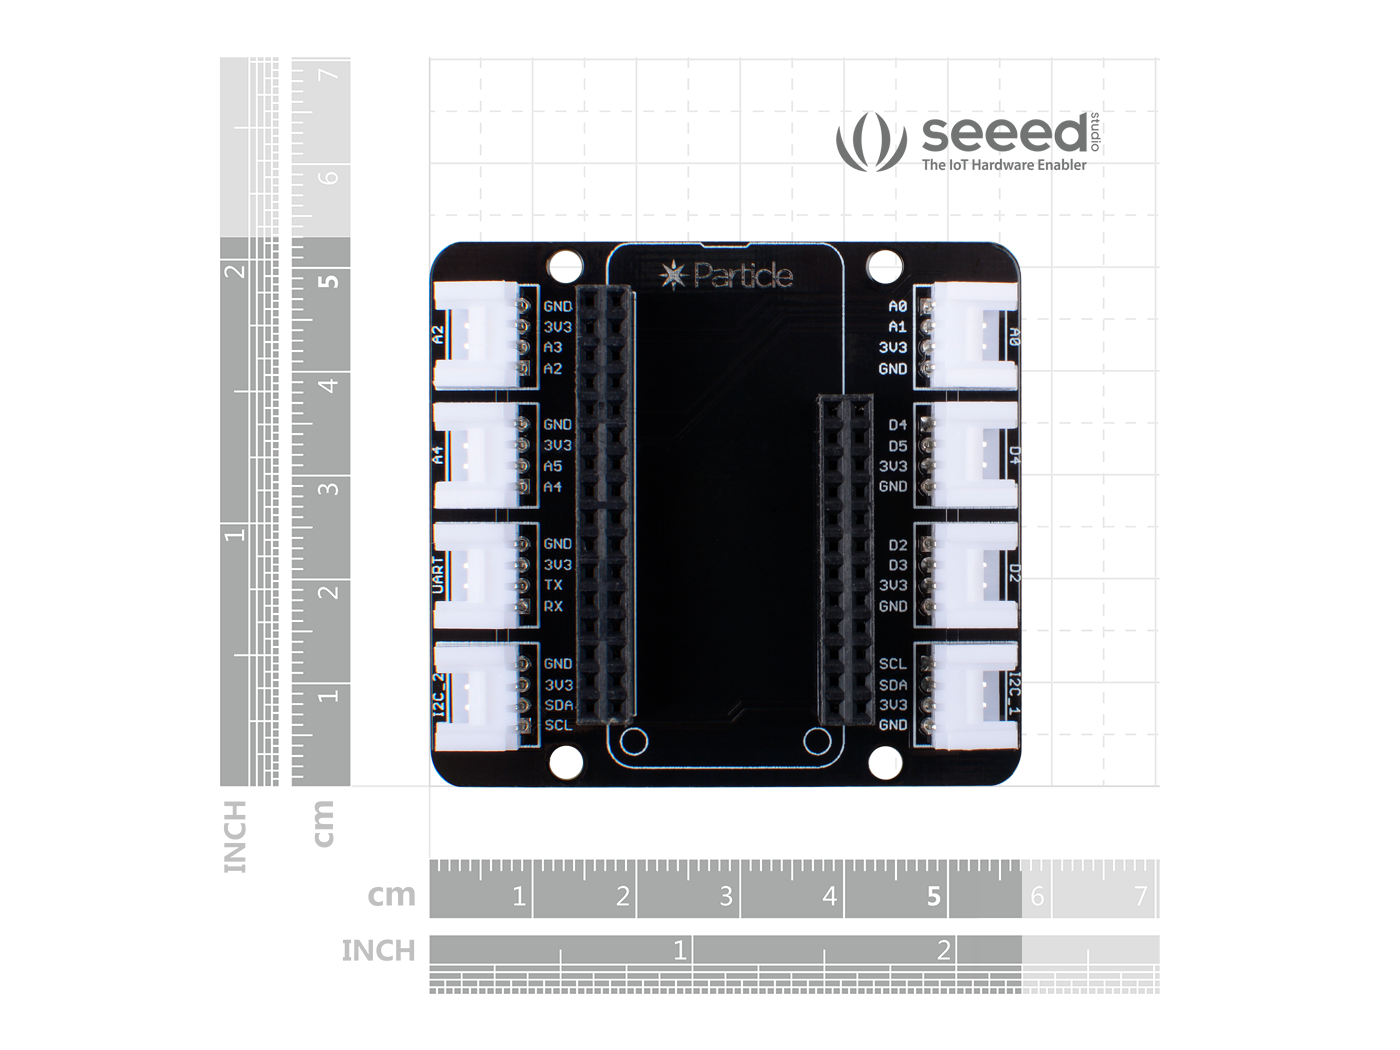 seeed
studio
The IoT Hardware Enabler
7
6
5
4
3
2
1
cm
2
1
INCH
Particle
A2
GND
3V3
A3
A2
A4
GND
3V3
A5
A4
UART
GND
3V3
TX
RX
I2C_2
GND
3V3
SDA
SCL
A0
A1
3V3
GND
A0
D4
D5
3V3
GND
D4
D2
D3
3V3
GND
D2
SCL
SDA
3V3
GND
I2C_1
cm
1
2
3
4
5
6
7
INCH
1
2